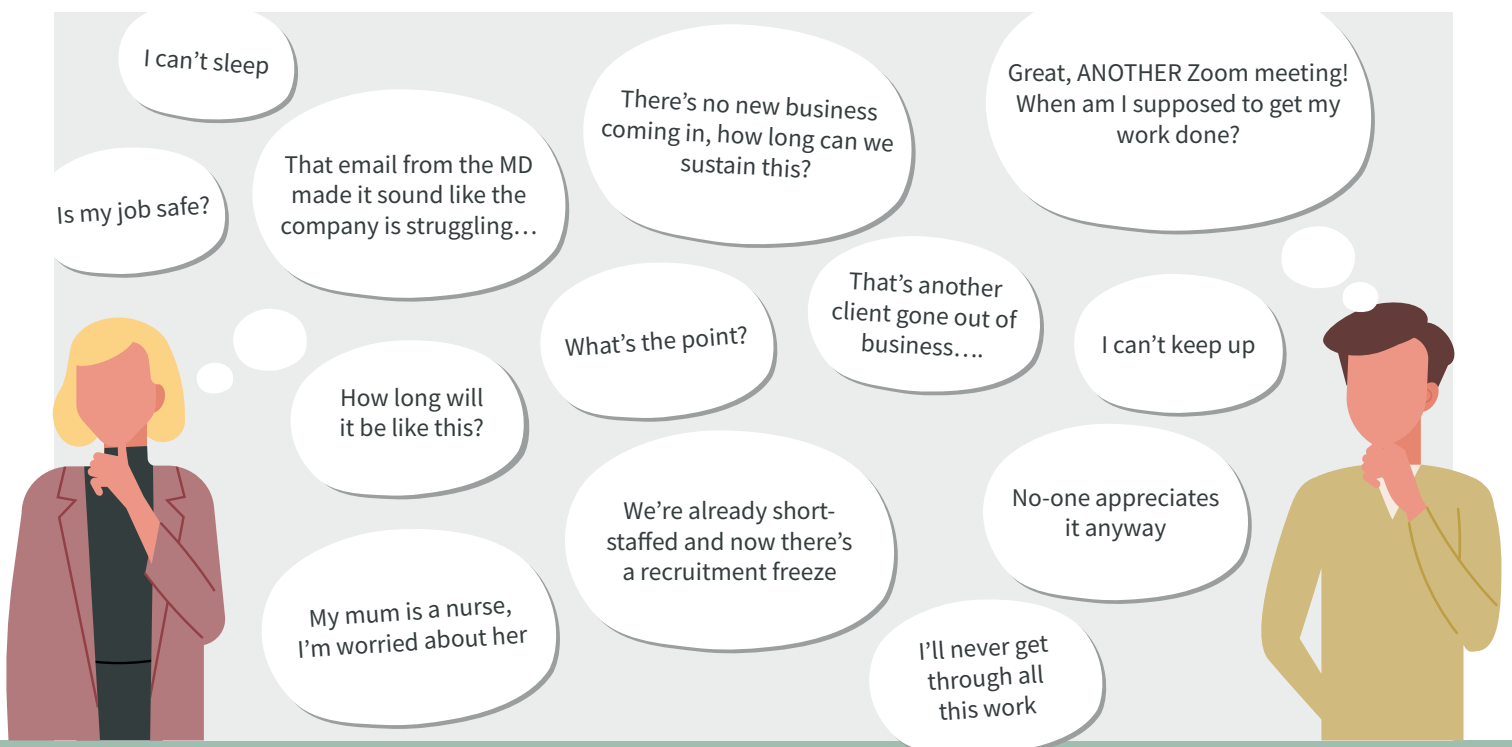 I can’t sleep
There’s no new business
coming in, how long can we
sustain this?
Great, ANOTHER Zoom meeting!
When am I supposed to get my
work done?
That email from the MD
made it sound like the
company is struggling…
Is my job safe?
What’s the point?
That’s another
client gone out of
business….
I can’t keep up
How long will
it be like this?
We’re already short-
staffed and now there’s
a recruitment freeze
No-one appreciates
it anyway
My mum is a nurse,
I’m worried about her
I’ll never get
through all
this work